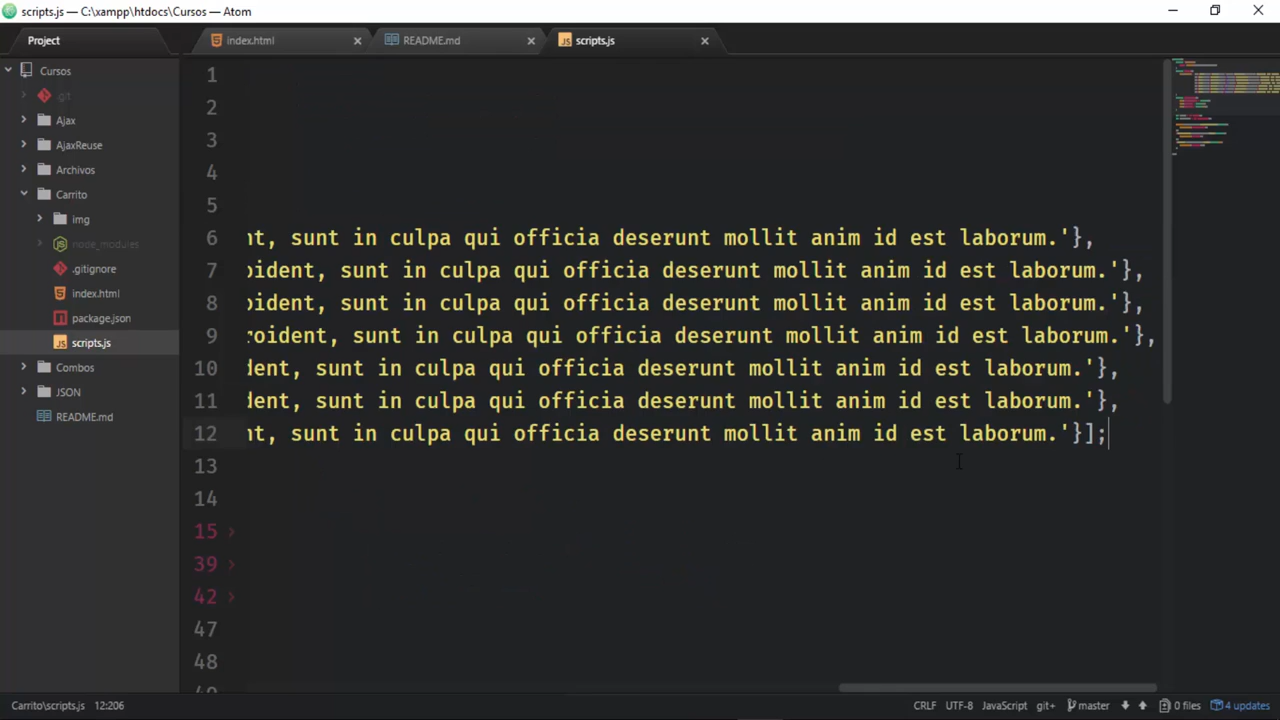 scripts.js — C:\xampp\htdocs\Cursos — Atom
Project
index.html
README.md
scripts.js
Cursos
.git
Ajax
AjaxReuse
Archivos
Carrito
img
node_modules
.gitignore
index.html
package.json
scripts.js
Combos
JSON
README.md
1
2
3
4
5
6 nt, sunt in culpa qui officia deserunt mollit anim id est laborum.'},
7 oident, sunt in culpa qui officia deserunt mollit anim id est laborum.'},
8 oident, sunt in culpa qui officia deserunt mollit anim id est laborum.'},
9 roident, sunt in culpa qui officia deserunt mollit anim id est laborum.'},
10 dent, sunt in culpa qui officia deserunt mollit anim id est laborum.'},
11 dent, sunt in culpa qui officia deserunt mollit anim id est laborum.'},
12 nt, sunt in culpa qui officia deserunt mollit anim id est laborum.'}];
13
14
15
39
42
47
48
49
Carrito\scripts.js 12:206 CRLF UTF-8 JavaScript git+ master 0 files 4 updates